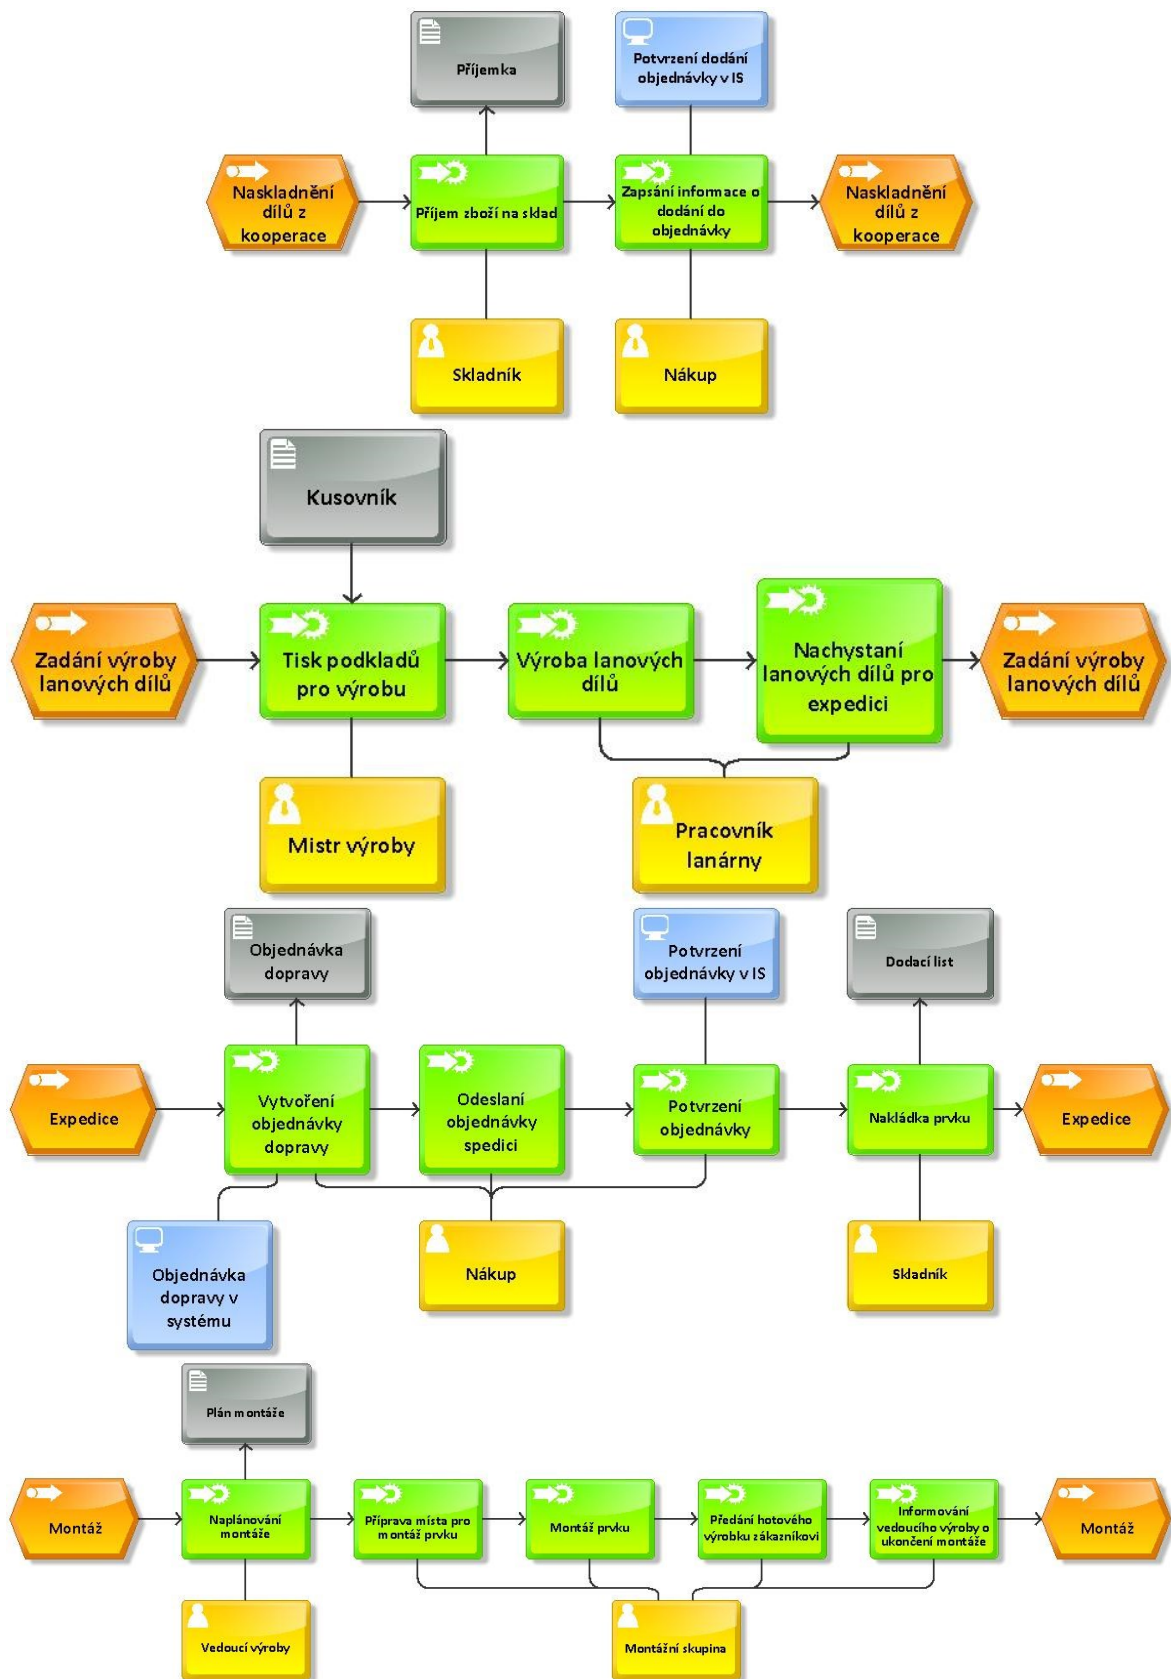 Příjemka
Potvrzení dodání
objednávky v IS
Naskladnění
dílů z
kooperace
Příjem zboží na sklad
Zapsání informace o
dodání do
objednávky
Naskladnění
dílů z
kooperace
Skladník
Nákup
Kusovník
Zadání výroby
lanových dílů
Tisk podkladů
pro výrobu
Výroba lanových
dílů
Nachystaní
lanových dílů pro
expedici
Zadání výroby
lanových dílů
Mistr výroby
Pracovník
lanárny
Objednávka
dopravy
Potvrzení
objednávky v IS
Dodací list
Expedice
Vytvoření
objednávky
dopravy
Odeslaní
objednávky
spedici
Potvrzení
objednávky
Nakládka prvku
Expedice
Objednávka
dopravy v
systému
Nákup
Skladník
Plán montáže
Montáž
Naplánování
montáže
Příprava místa pro
montáž prvku
Montáž prvku
Předání hotového
výrobku zákazníkovi
Informování
vedoucího výroby o
ukončení montáže
Montáž
Vedoucí výroby
Montážní skupina